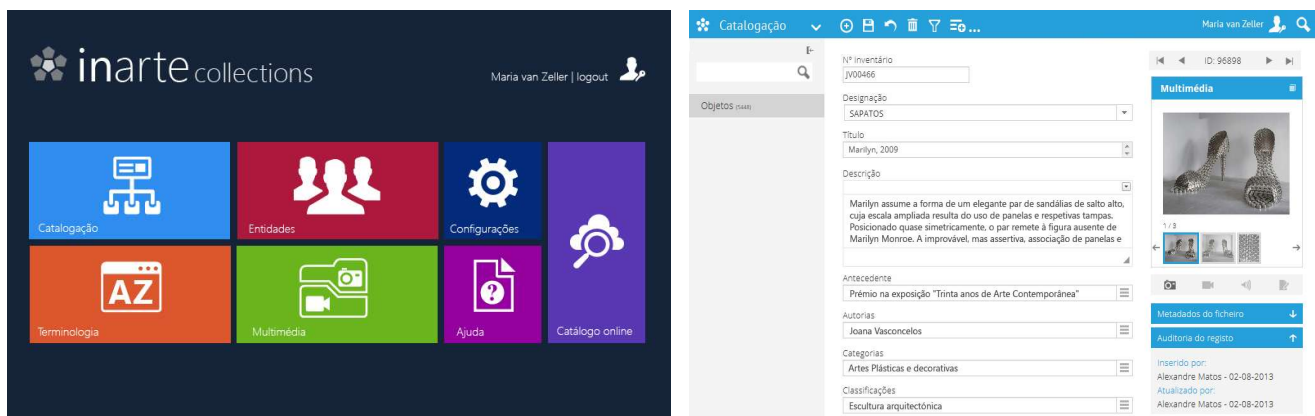 inarte collections
Maria van Zeller | logout
Catalogação
Entidades
Configurações
AZ
Terminologia
Multimédia
?
Ajuda
Catálogo online
Catalogação
Maria van Zeller
Objetos (5448)
Nº Inventário
JV00466
Designação
SAPATOS
Título
Marilyn, 2009
Descrição
Marilyn assume a forma de um elegante par de sandálias de salto alto,
cuja escala ampliada resulta do uso de panelas e respetivas tampas.
Posicionado quase simetricamente, o par remete à figura ausente de
Marilyn Monroe. A improvável, mas assertiva, associação de panelas e
Antecedente
Prémio na exposição "Trinta anos de Arte Contemporânea"
Autorias
Joana Vasconcelos
Categorias
Artes Plásticas e decorativas
Classificações
Escultura arquitectónica
ID: 96898
Multimédia
1 / 3
Metadados do ficheiro
Auditoria do registo
Inserido por:
Alexandre Matos - 02-08-2013
Atualizado por:
Alexandre Matos - 02-08-2013